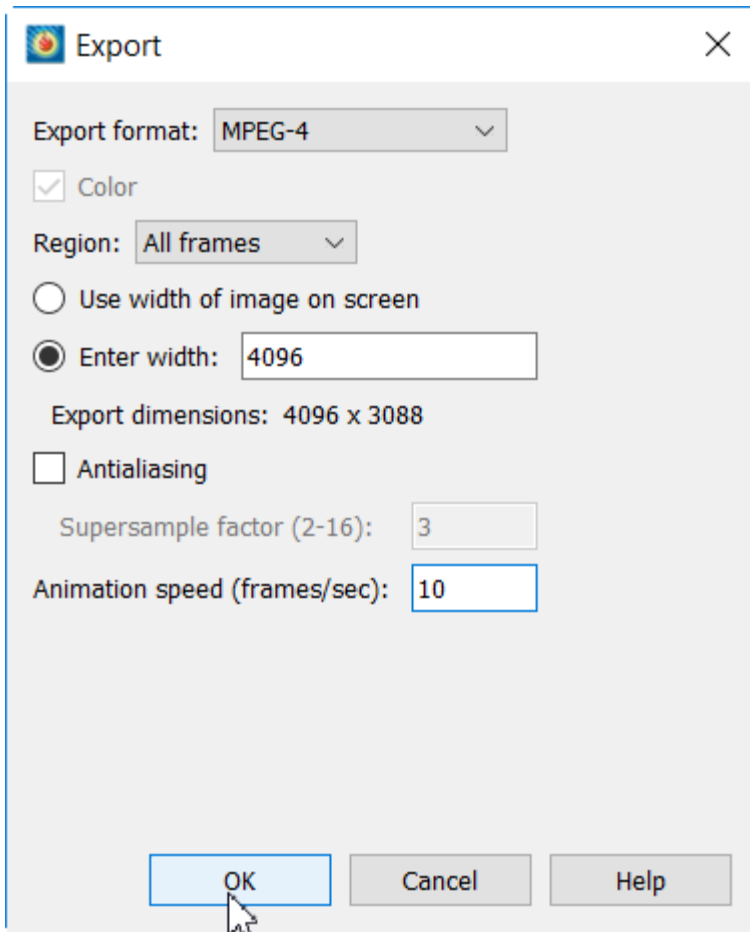 Export
Export format: MPEG-4
Color
Region: All frames
Use width of image on screen
Enter width: 4096
Export dimensions: 4096 x 3088
Antialiasing
Supersample factor (2-16): 3
Animation speed (frames/sec): 10
OK Cancel Help